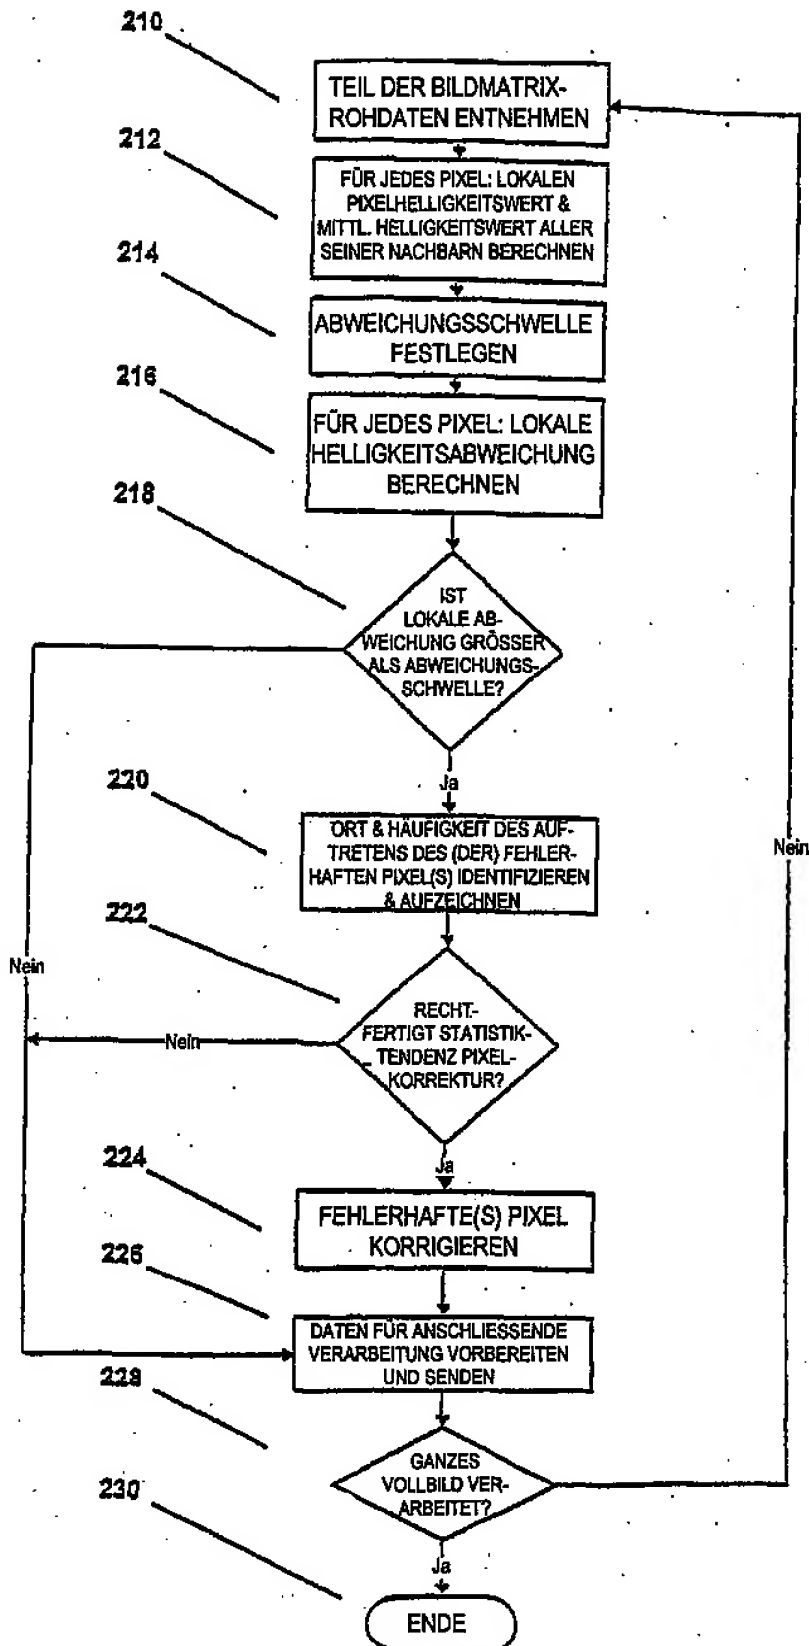 210
TEIL DER BILDMATRIX-
ROHDATEN ENTNEHMEN
212
FÜR JEDES PIXEL: LOKALEN
PIXELHELLIGKEITSWERT &
MITTL. HELLIGKEITSWERT ALLER
SEINER NACHBARN BERECHNEN
214
ABWEICHUNGSSCHWELLE
FESTLEGEN
216
FÜR JEDES PIXEL: LOKALE
HELLIGKEITSABWEICHUNG
BERECHNEN
218
IST
LOKALE AB-
WEICHUNG GRÖSSER
ALS ABWEICHUNGS-
SCHWELLE?
Ja
220
ORT & HÄUFIGKEIT DES AUF-
TRETENS DES (DER) FEHLER-
HAFTEN PIXEL(S) IDENTIFIZIEREN
& AUFZEICHNEN
Nein
222
Nein
RECHT-
FERTIGT STATISTIK-
TENDENZ PIXEL-
KORREKTUR?
Nein
Ja
224
FEHLERHAFTE(S) PIXEL
KORRIGIEREN
226
DATEN FÜR ANSCHLIESSENDE
VERARBEITUNG VORBEREITEN
UND SENDEN
228
GANZES
VOLLBILD VER-
ARBEITET?
230
Ja
ENDE